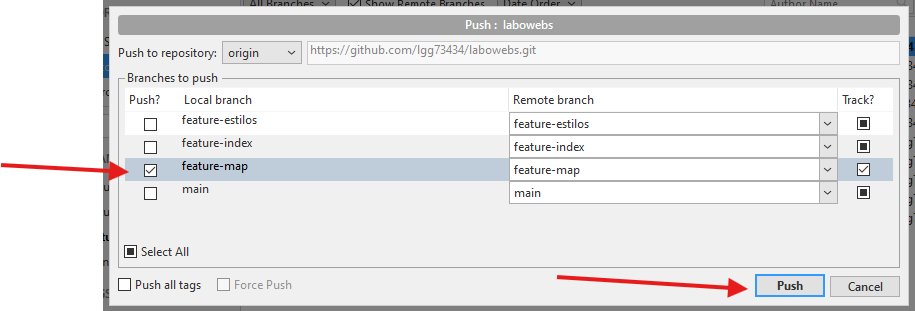 All Branches Show Remote Branches Date Order Author Name
Push : labowebs
Push to repository: origin https://github.com/lgg73434/labowebs.git
Branches to push
Push? Local branch Remote branch Track?
feature-estilos feature-estilos
feature-index feature-index
feature-map feature-map
main main
Select All
Push all tags Force Push Push Cancel